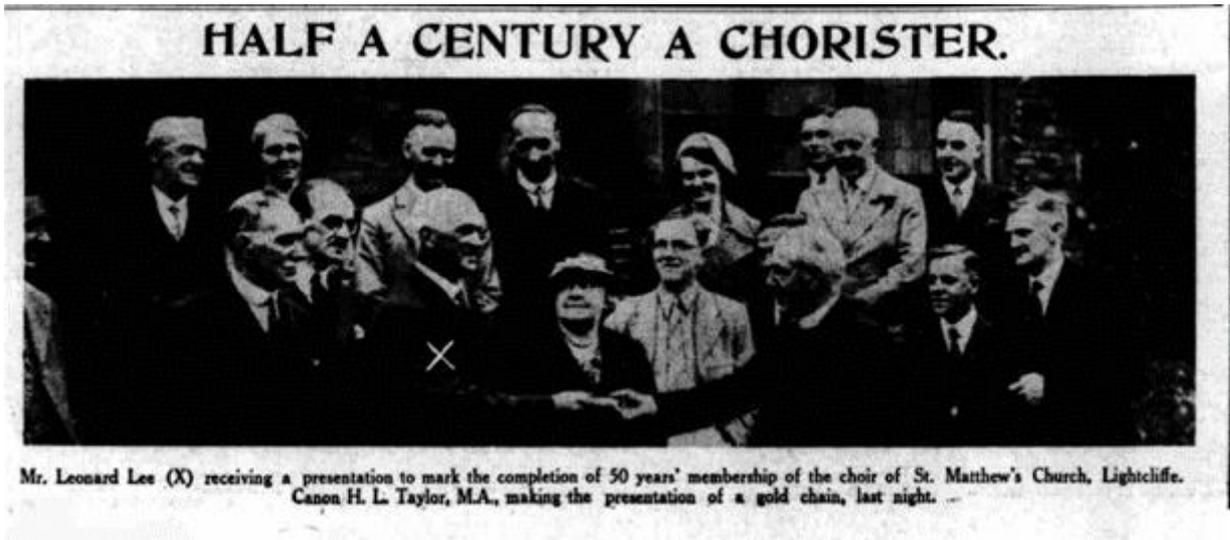 HALF A CENTURY A CHORISTER.
X
Mr. Leonard Lee (X) receiving a presentation to mark the completion of 50 years' membership of the choir of St. Matthew's Church, Lightcliffe.
Canon H. L. Taylor, M.A., making the presentation of a gold chain, last night.